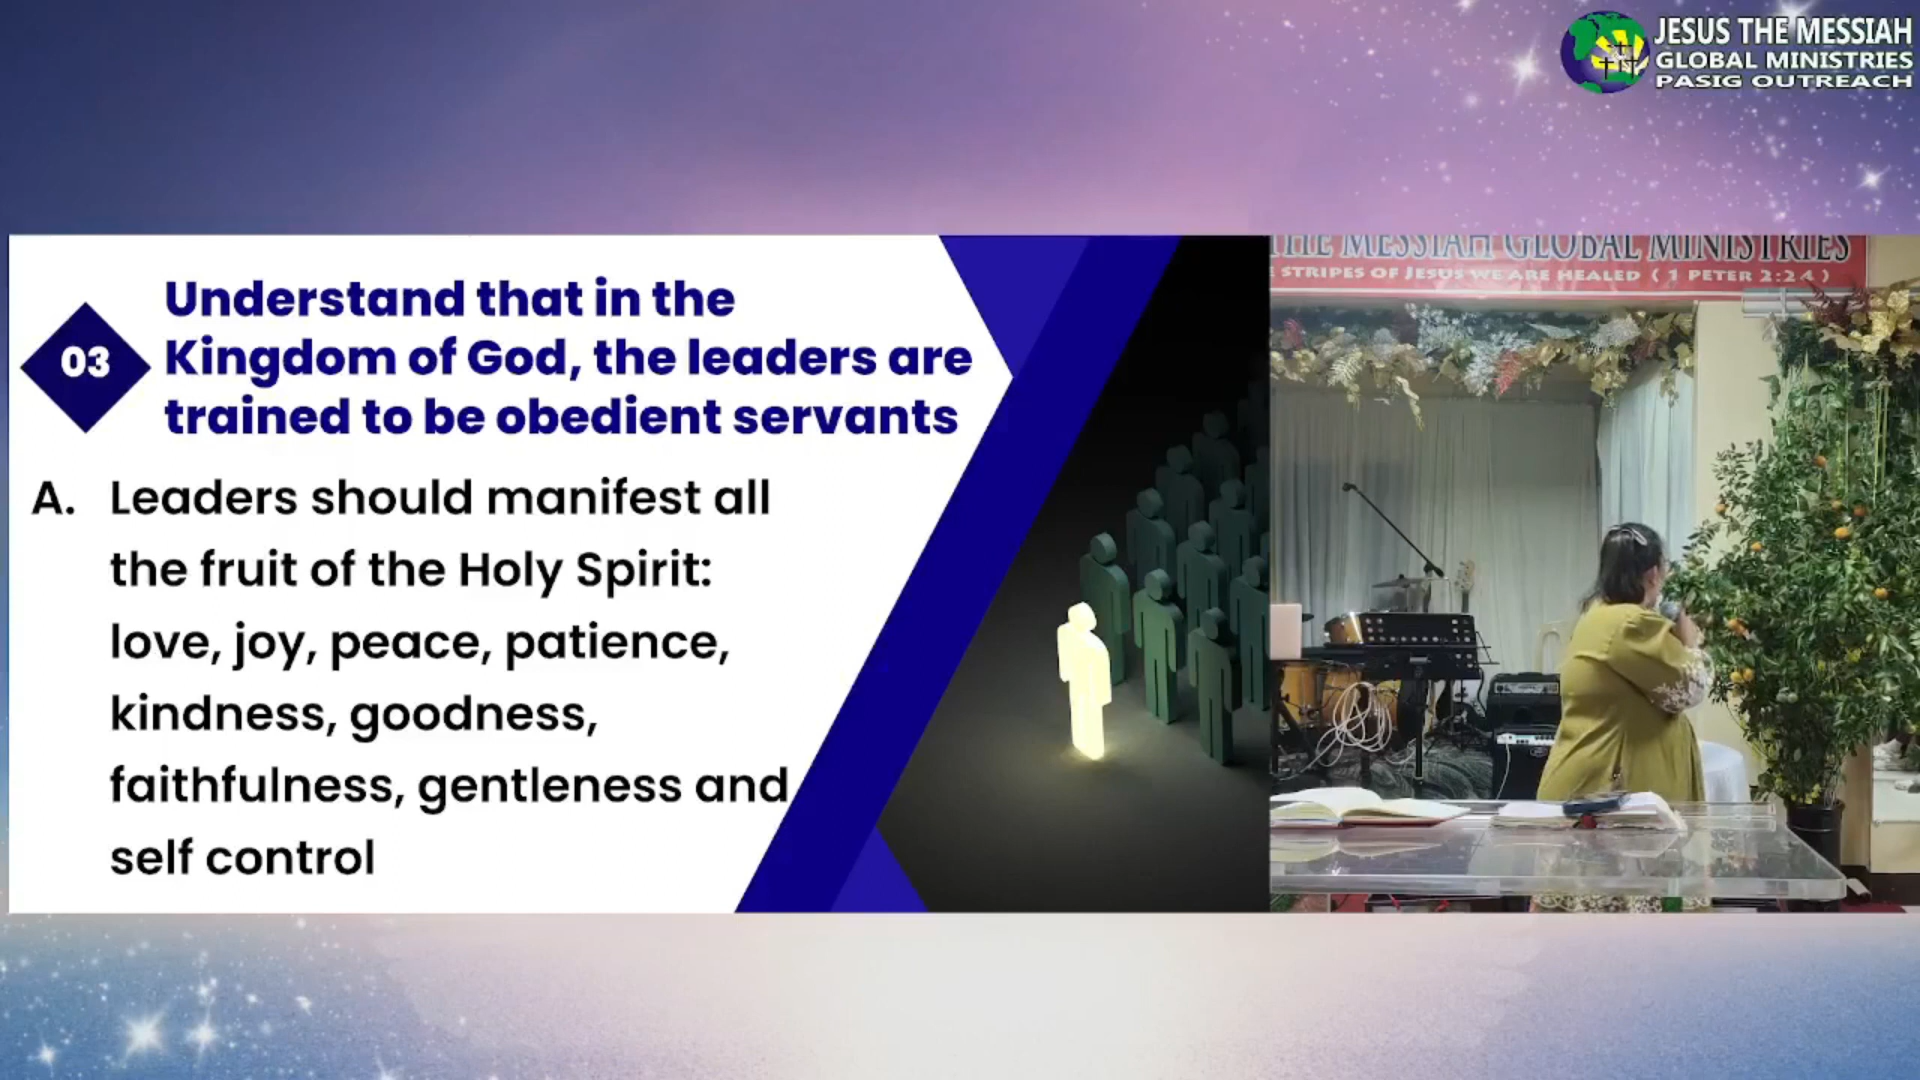 JESUS THE MESSIAH
GLOBAL MINISTRIES
PASIG OUTREACH
03
Understand that in the
Kingdom of God, the leaders are
trained to be obedient servants
A. Leaders should manifest all
the fruit of the Holy Spirit:
love, joy, peace, patience,
kindness, goodness,
faithfulness, gentleness and
self control
THE MESSIAH GLOBAL MINISTRIES
STRIPES OF JESUS WE ARE HEALED ( 1 PETER 2:24 )